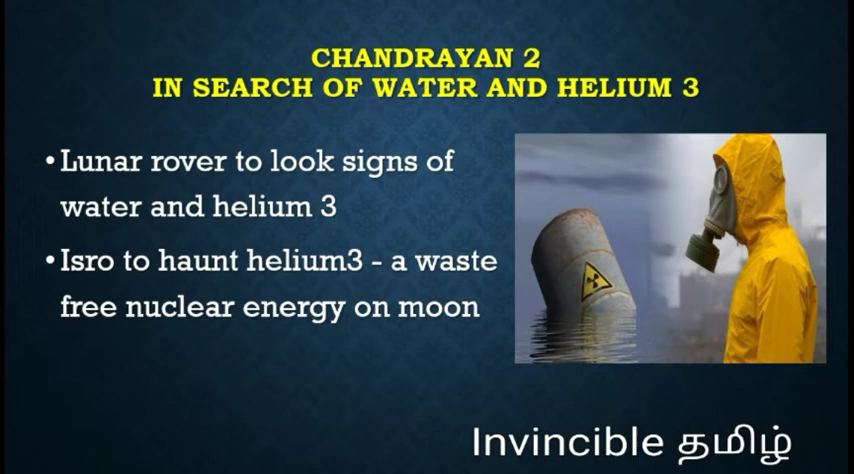 CHANDRAYAN 2
IN SEARCH OF WATER AND HELIUM 3
•Lunar rover to look signs of
water and helium 3
•Isro to haunt helium3 - a waste
free nuclear energy on moon
Invincible தமிழ்